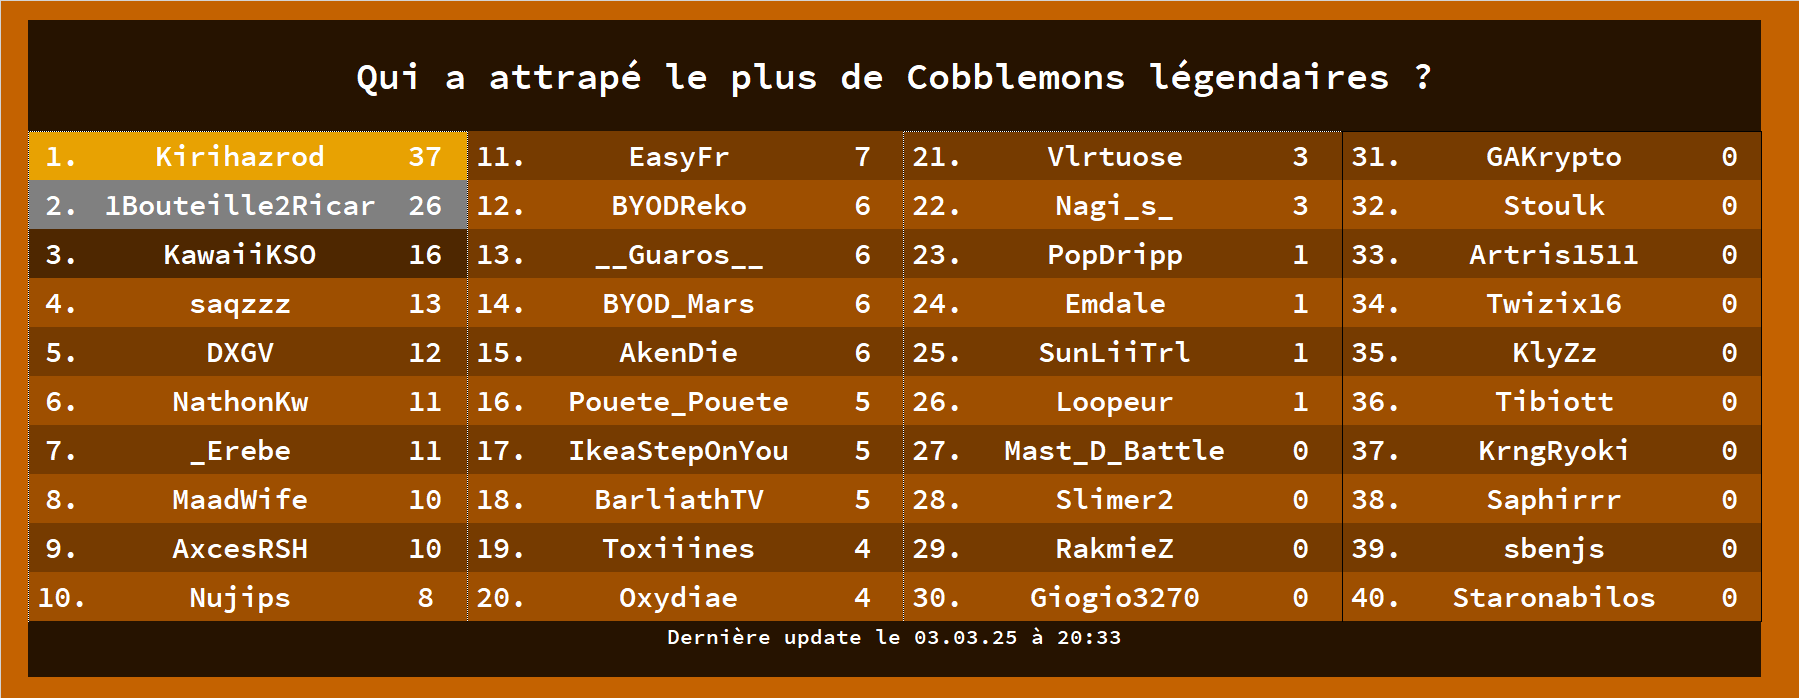 Qui a attrapé le plus de Cobblemons légendaires ?
1. Kirihazrod 37
2. 1Bouteille2Ricar 26
3. KawaiiKSO 16
4. saqzzz 13
5. DXGV 12
6. NathonKw 11
7. _Erebe 11
8. MaadWife 10
9. AxcesRSH 10
10. Nujips 8
11. EasyFr 7
12. BYODReko 6
13. __Guaros__ 6
14. BYOD_Mars 6
15. AkenDie 6
16. Pouete_Pouete 5
17. IkeaStepOnYou 5
18. BarliathTV 5
19. Toxiiines 4
20. Oxydiae 4
21. Vlrtuose 3
22. Nagi_s_ 3
23. PopDripp 1
24. Emdale 1
25. SunLiiTrl 1
26. Loopeur 1
27. Mast_D_Battle 0
28. Slimer2 0
29. RakmieZ 0
30. Giogio3270 0
31. GAKrypto 0
32. Stoulk 0
33. Artris1511 0
34. Twizix16 0
35. KlyZz 0
36. Tibiott 0
37. KrngRyoki 0
38. Saphirrr 0
39. sbenjs 0
40. Staronabilos 0
Dernière update le 03.03.25 à 20:33